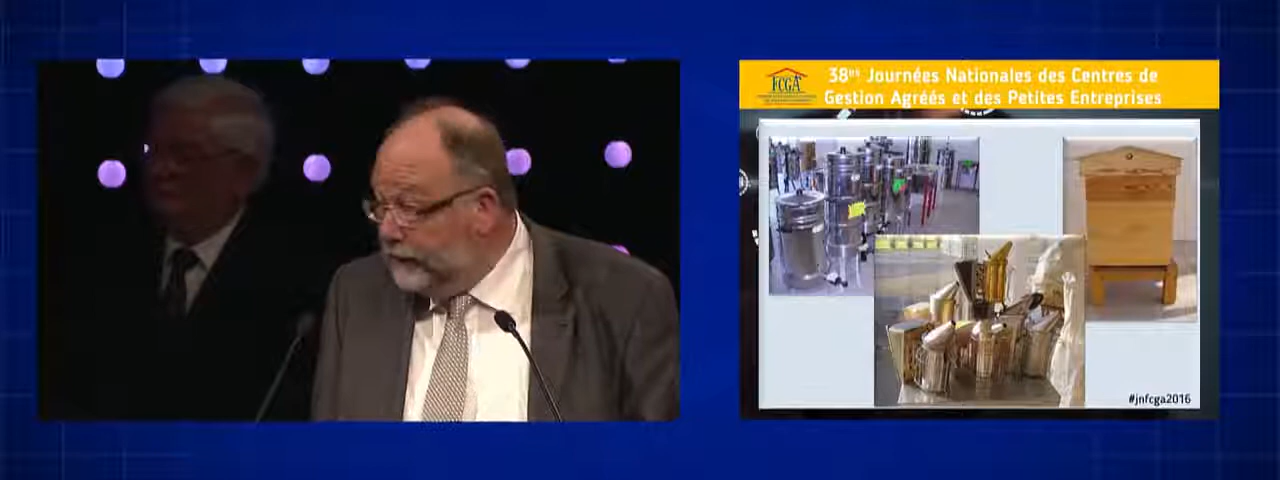 38es Journées Nationales des Centres de
Gestion Agréés et des Petites Entreprises
FCGA
#jnfcga2016